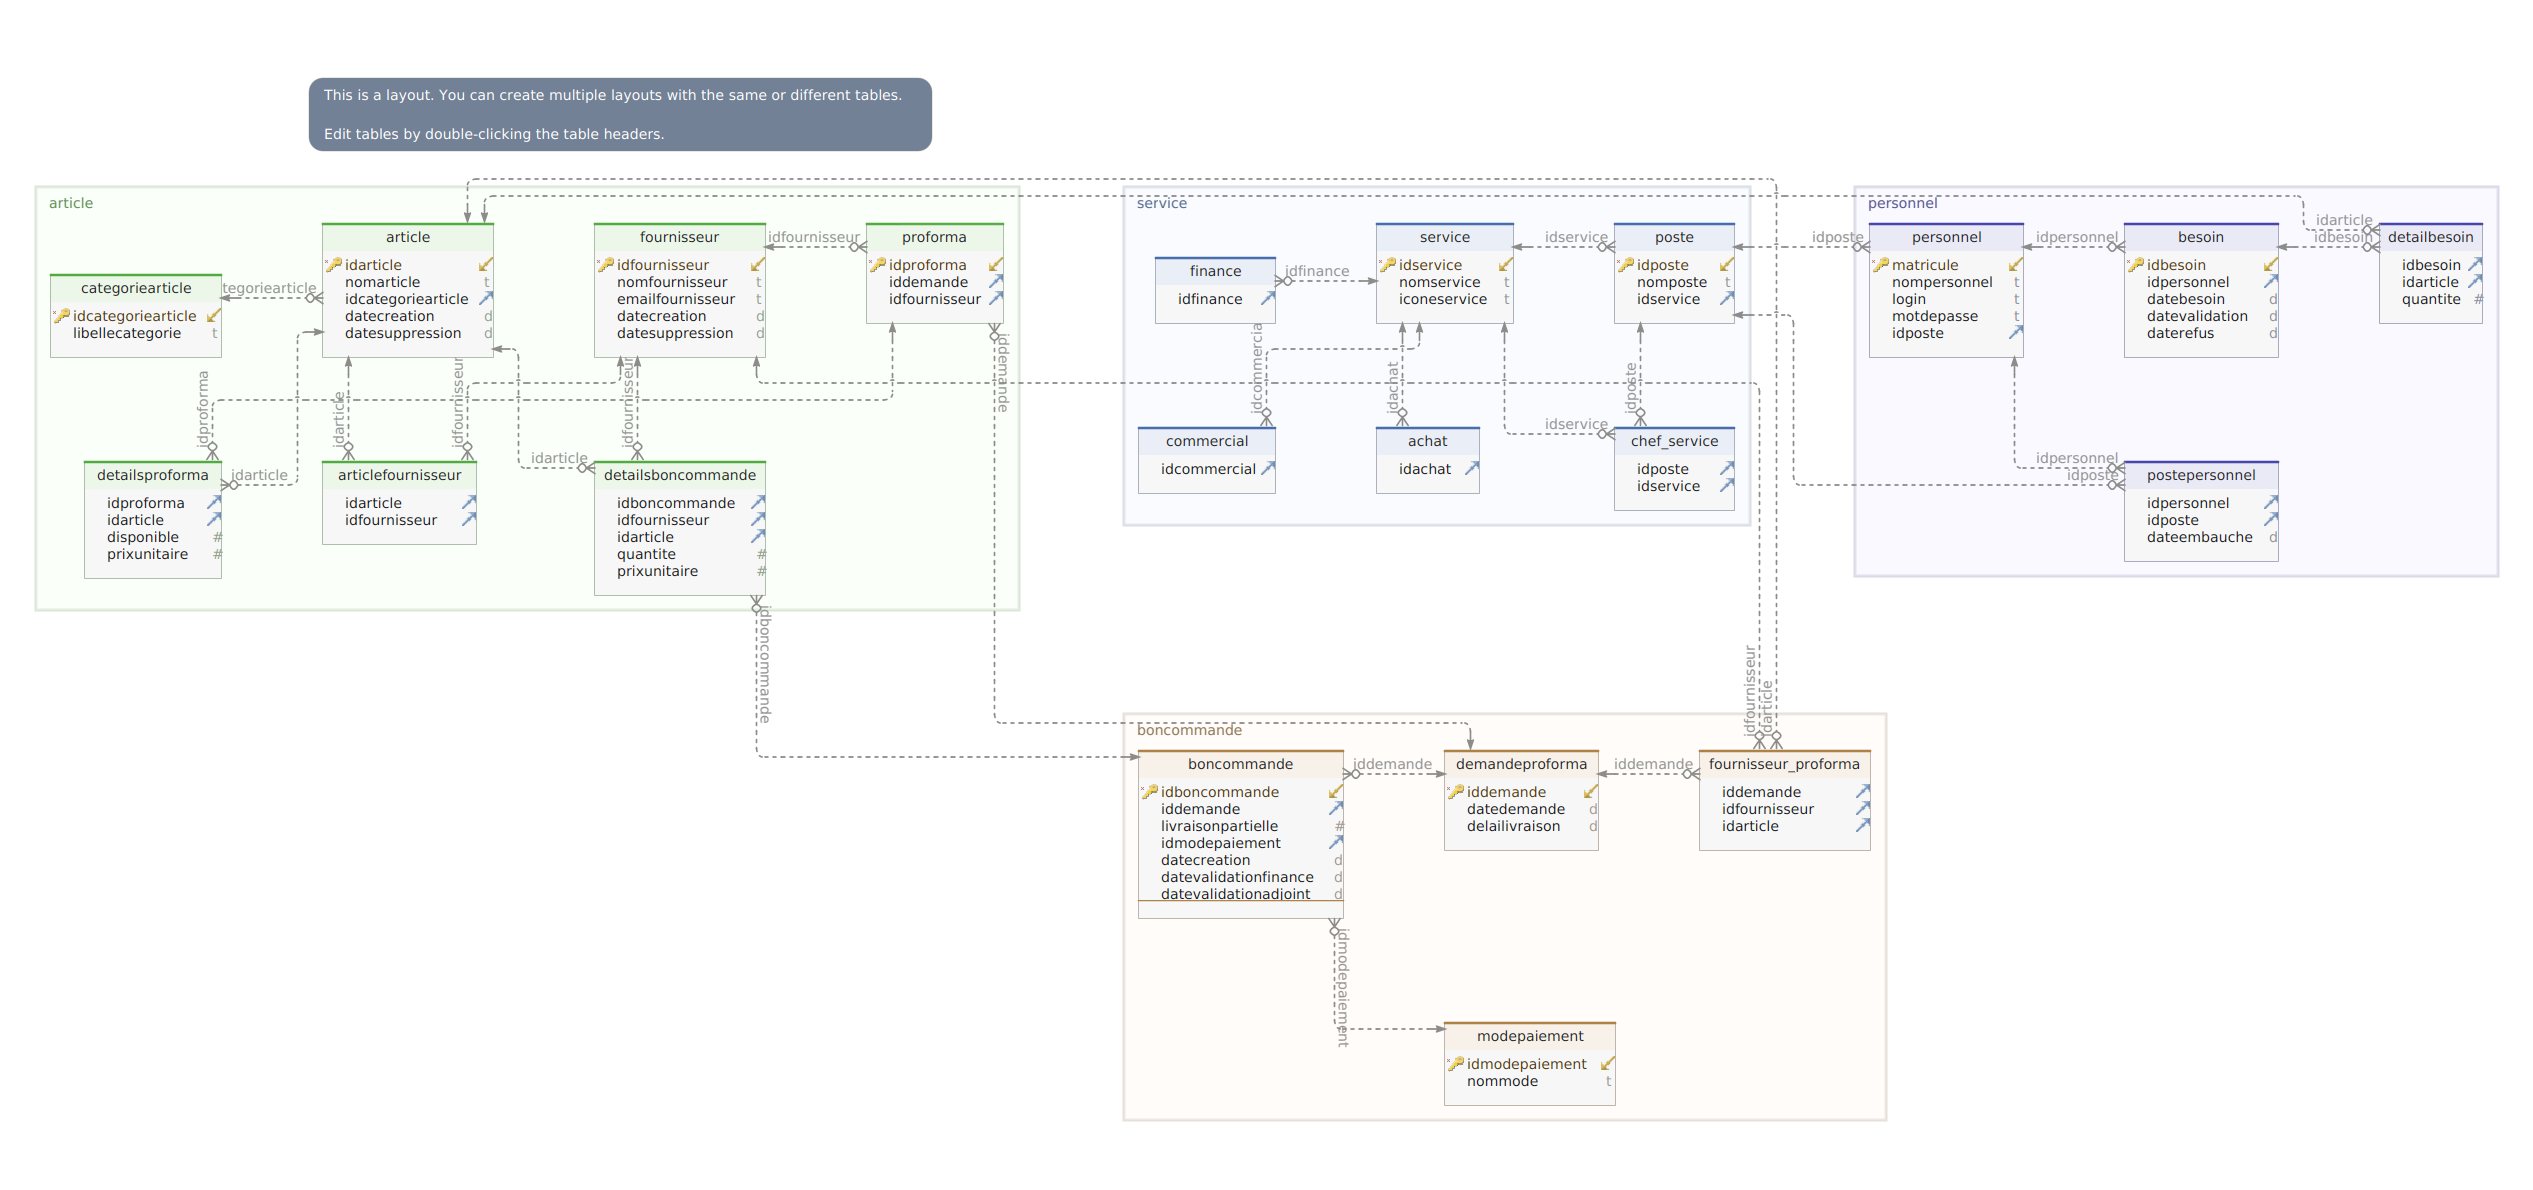 This is a layout. You can create multiple layouts with the same or different tables.
Edit tables by double-clicking the table headers.
article
categoriearticle
idcategoriearticle
libellecategorie t
tegoriearticle
article
idarticle
nomarticle t
idcategoriearticle
datecreation d
datesuppression d
fournisseur
idfournisseur
nomfournisseur t
emailfournisseur t
datecreation d
datesuppression d
idfournisseur
proforma
idproforma
iddemande
idfournisseur
iddemande
idproforma
idarticle
idfournisseur
idfournisseur
detailsproforma
idproforma
idarticle
disponible #
prixunitaire #
idarticle
articlefournisseur
idarticle
idfournisseur
idarticle
detailsboncommande
idboncommande
idfournisseur
idarticle
quantite #
prixunitaire #
idboncommande
service
finance
idfinance
idfinance
service
idservice
nomservice t
iconeservice t
idservice
poste
idposte
nomposte t
idservice
idcommercia
idachat
idposte
commercial
idcommercial
achat
idachat
idservice
chef_service
idposte
idservice
personnel
idposte
personnel
matricule
nompersonnel t
login t
motdepasse t
idposte
idpersonnel
besoin
idbesoin
idpersonnel
datebesoin d
datevalidation d
daterefus d
idarticle
idbesoin
detailbesoin
idbesoin
idarticle
quantite #
idpersonnel
idposte
postepersonnel
idpersonnel
idposte
dateembauche d
idfournisseur
idarticle
boncommande
boncommande
idboncommande
iddemande
livraisonpartielle #
idmodepaiement
datecreation d
datevalidationfinance d
datevalidationadjoint d
iddemande
demandeproforma
iddemande
datedemande d
delailivraison d
iddemande
fournisseur_proforma
iddemande
idfournisseur
idarticle
idmodepaiement
modepaiement
idmodepaiement
nommode t